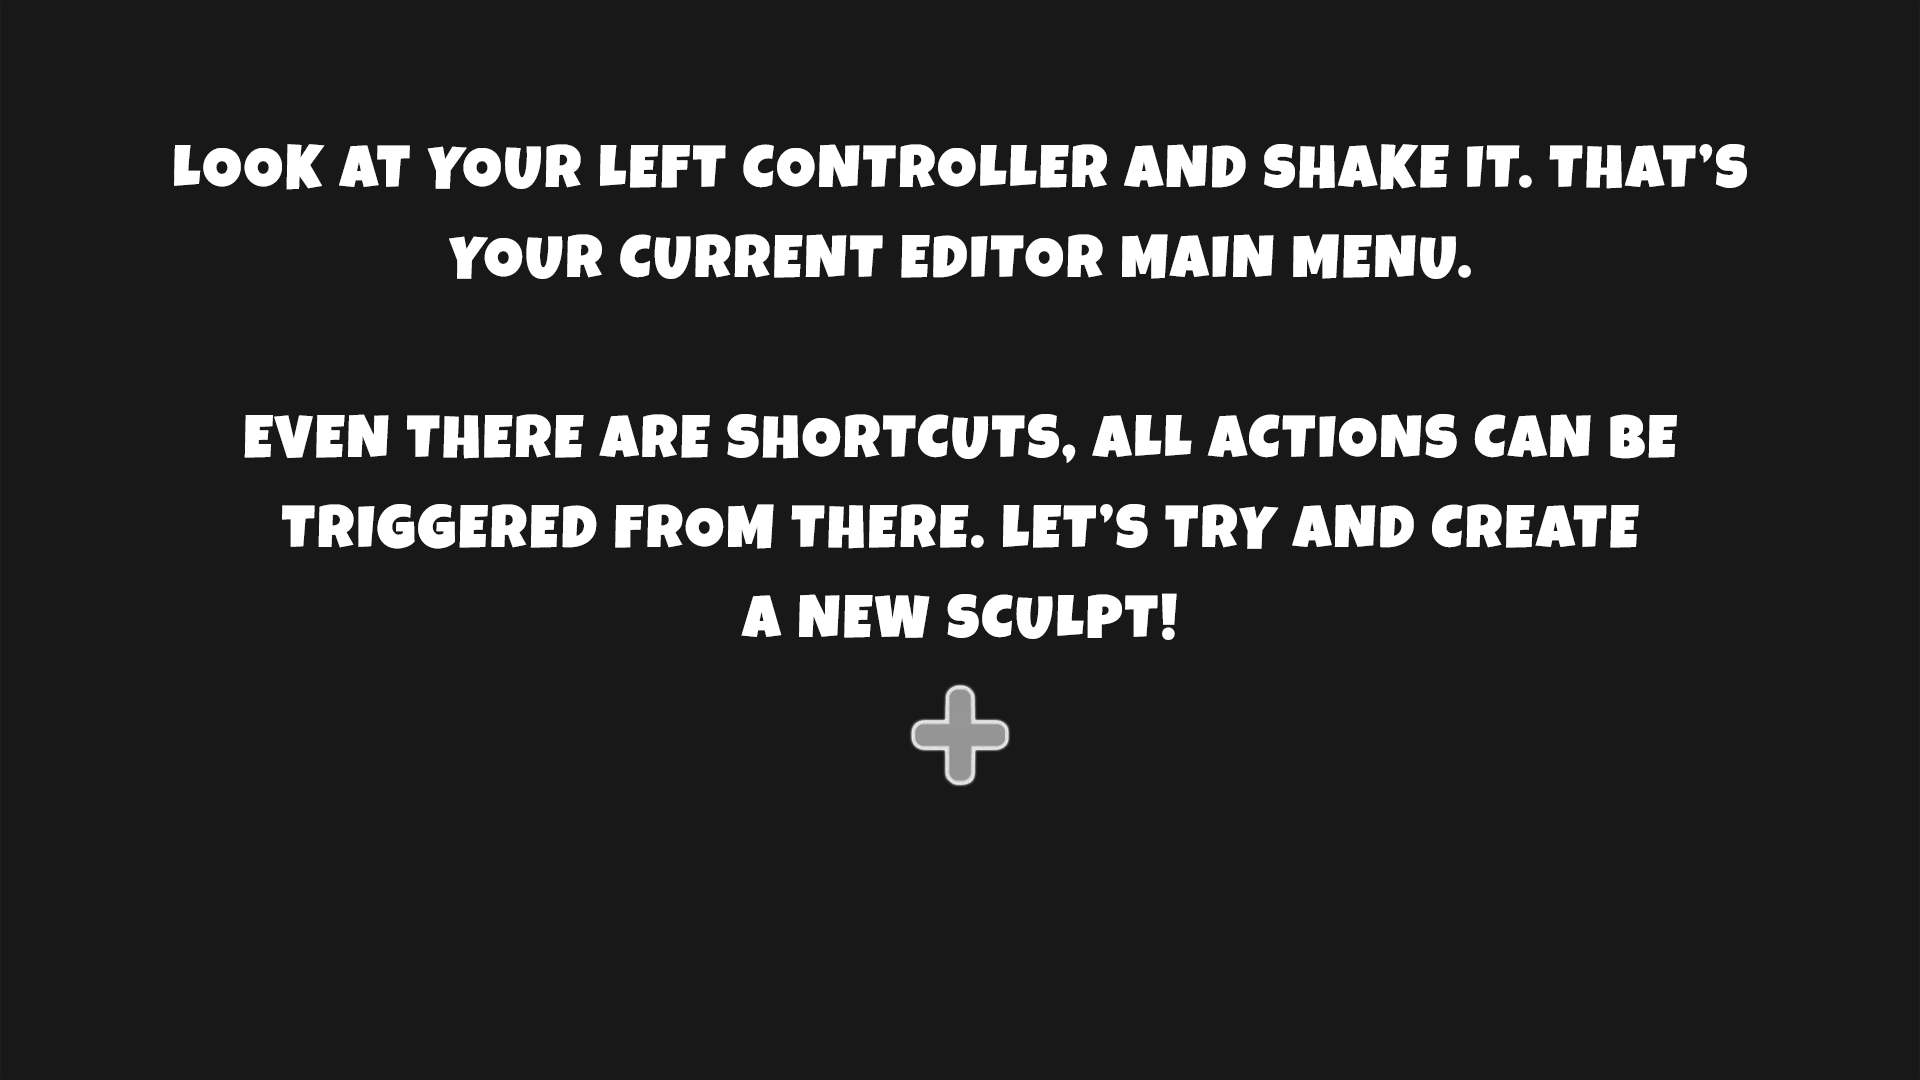 LOOK AT YOUR LEFT CONTROLLER AND SHAKE IT. THAT’S
YOUR CURRENT EDITOR MAIN MENU.
EVEN THERE ARE SHORTCUTS, ALL ACTIONS CAN BE
TRIGGERED FROM THERE. LET’S TRY AND CREATE
A NEW SCULPT!